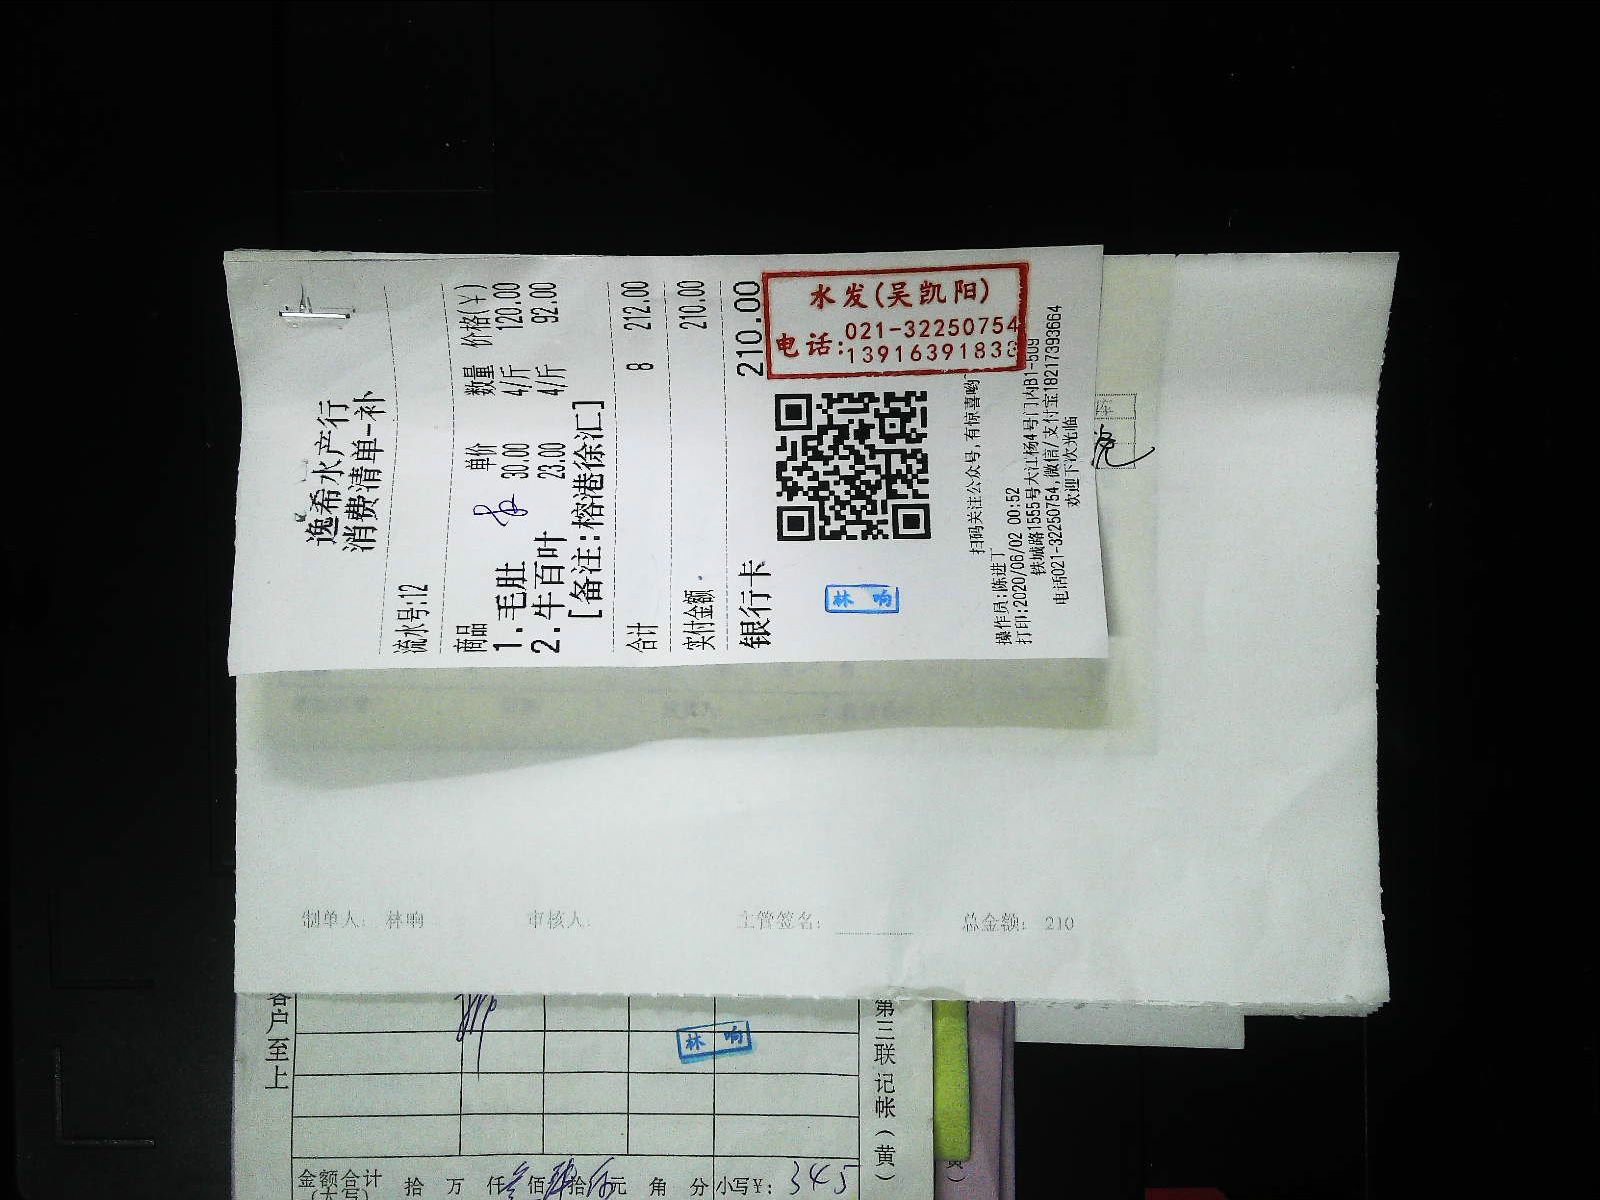 逸希水产行
消费清单-补
流水号:12
商品 单价 数量 价格(¥)
1.毛肚 30.00 4/斤 120.00
2.牛百叶 23.00 4/斤 92.00
[备注:榕港徐汇]
合计 8 212.00
实付金额 210.00
银行卡 210.00
水发(吴凯阳)
电话:021-32250754
13916391833
林响
扫码关注公众号,有惊喜哟
操作员:陈进丁
打印:2020/06/02 00:52
铁城路1555号大江杨4号门内B1-509
电话021-32250754,微信/支付宝18217393664
欢迎下次光临
制单人: 林响 审核人: 主管签名: 总金额: 210
客户至上
林响
第三联记帐(黄)
金额合计(大写) 拾 万 仟 佰 拾 元 角 分 小写¥: 345
黄)